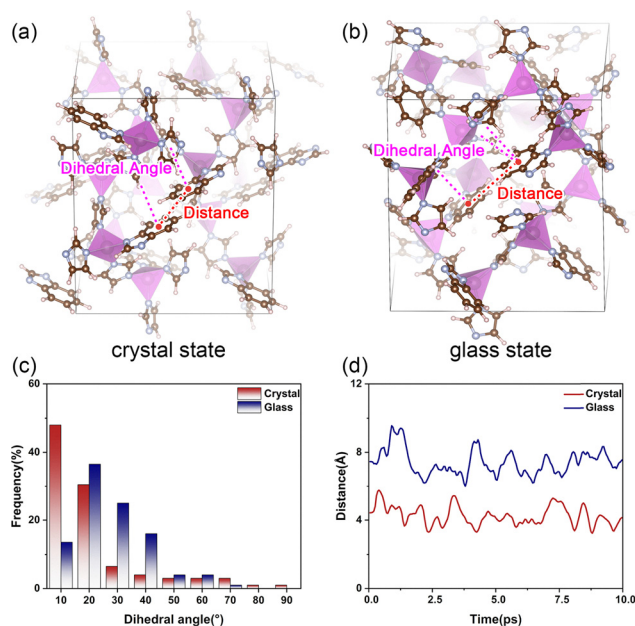 (a)
(b)
Dihedral Angle
Distance
Dihedral Angle
Distance
crystal state
glass state
(c)
(d)
60
40
20
0
Frequency(%)
Crystal
Glass
10 20 30 40 50 60 70 80 90
Dihedral angle(°)
12
8
4
0
Distance(Å)
Crystal
Glass
0.0 2.5 5.0 7.5 10.0
Time(ps)